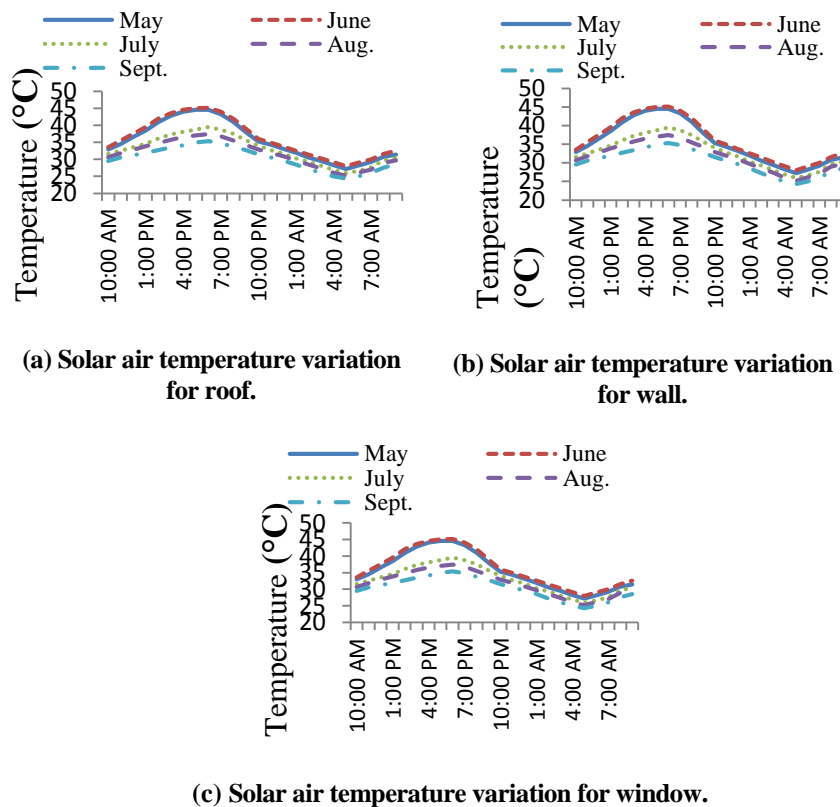 May June
July Aug.
Sept.
Temperature (°C)
50
45
40
35
30
25
20
10:00 AM
1:00 PM
4:00 PM
7:00 PM
10:00 PM
1:00 AM
4:00 AM
7:00 AM
(a) Solar air temperature variation
for roof.
May June
July Aug.
Sept.
Temperature
(°C)
50
45
40
35
30
25
20
10:00 AM
1:00 PM
4:00 PM
7:00 PM
10:00 PM
1:00 AM
4:00 AM
7:00 AM
(b) Solar air temperature variation
for wall.
May June
July Aug.
Sept.
Temperature (°C)
50
45
40
35
30
25
20
10:00 AM
1:00 PM
4:00 PM
7:00 PM
10:00 PM
1:00 AM
4:00 AM
7:00 AM
(c) Solar air temperature variation for window.